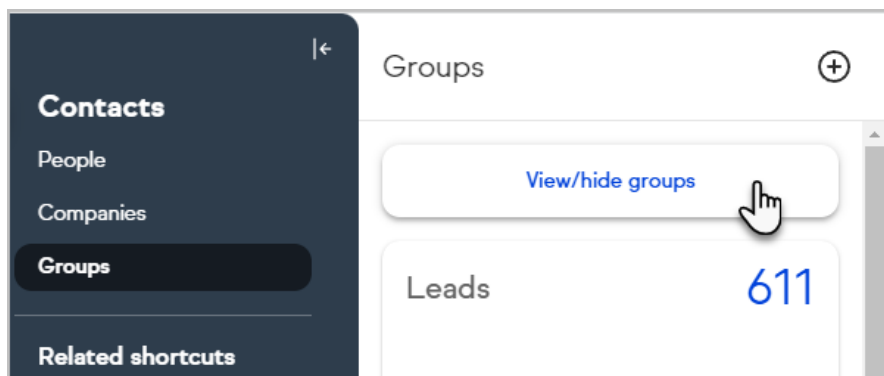 Contacts
People
Companies
Groups
Related shortcuts
Groups
View/hide groups
Leads 611